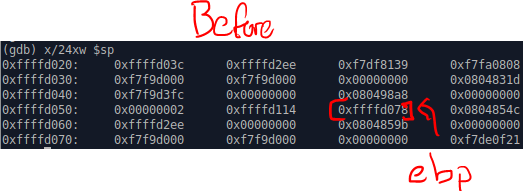 Before
(gdb) x/24xw $sp
0xffffd020: 0xffffd03c 0xffffd2ee 0xf7df8139 0xf7fa0808
0xffffd030: 0xf7f9d000 0xf7f9d000 0x00000000 0x0804831d
0xffffd040: 0xf7f9d3fc 0x00000000 0x080498a8 0x00000000
0xffffd050: 0x00000002 0xffffd114 0xffffd078 0x0804854c
0xffffd060: 0xffffd2ee 0x00000000 0x0804859b 0x00000000
0xffffd070: 0xf7f9d000 0xf7f9d000 0x00000000 0xf7de0f21
ebp